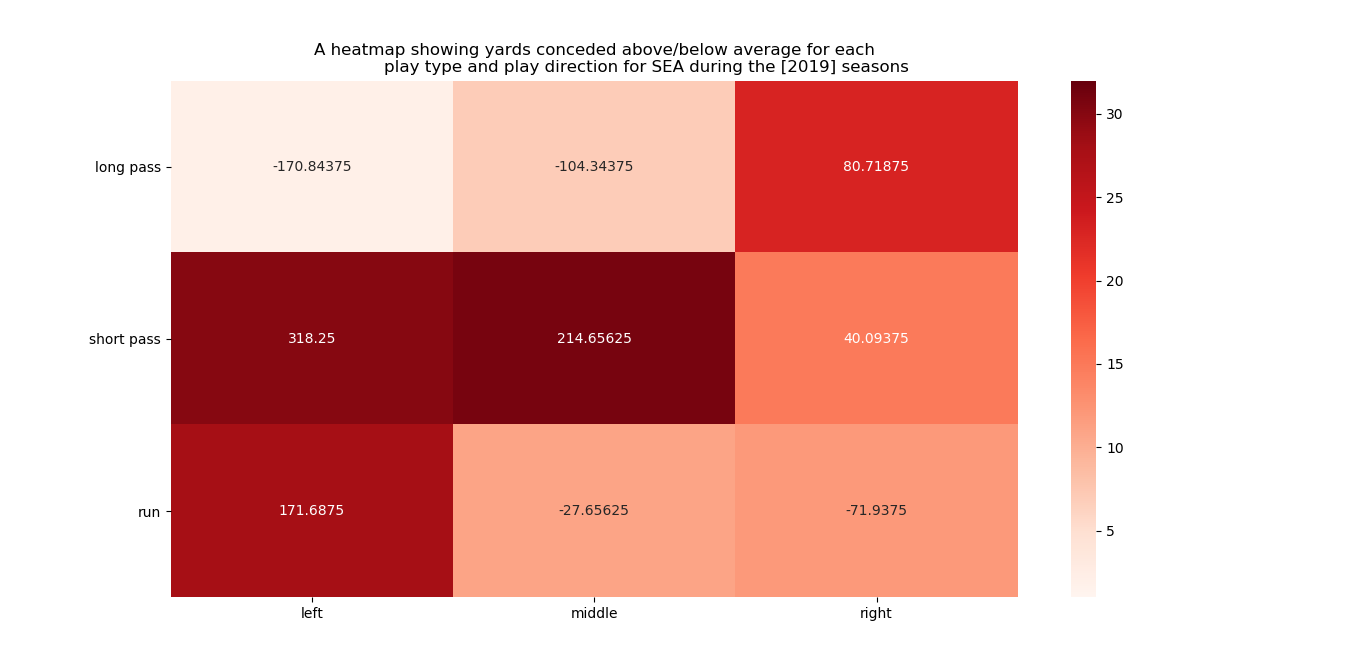 A heatmap showing yards conceded above/below average for each
play type and play direction for SEA during the [2019] seasons
long pass
-170.84375
-104.34375
80.71875
short pass
318.25
214.65625
40.09375
run
171.6875
-27.65625
-71.9375
left
middle
right
30
25
20
15
10
5